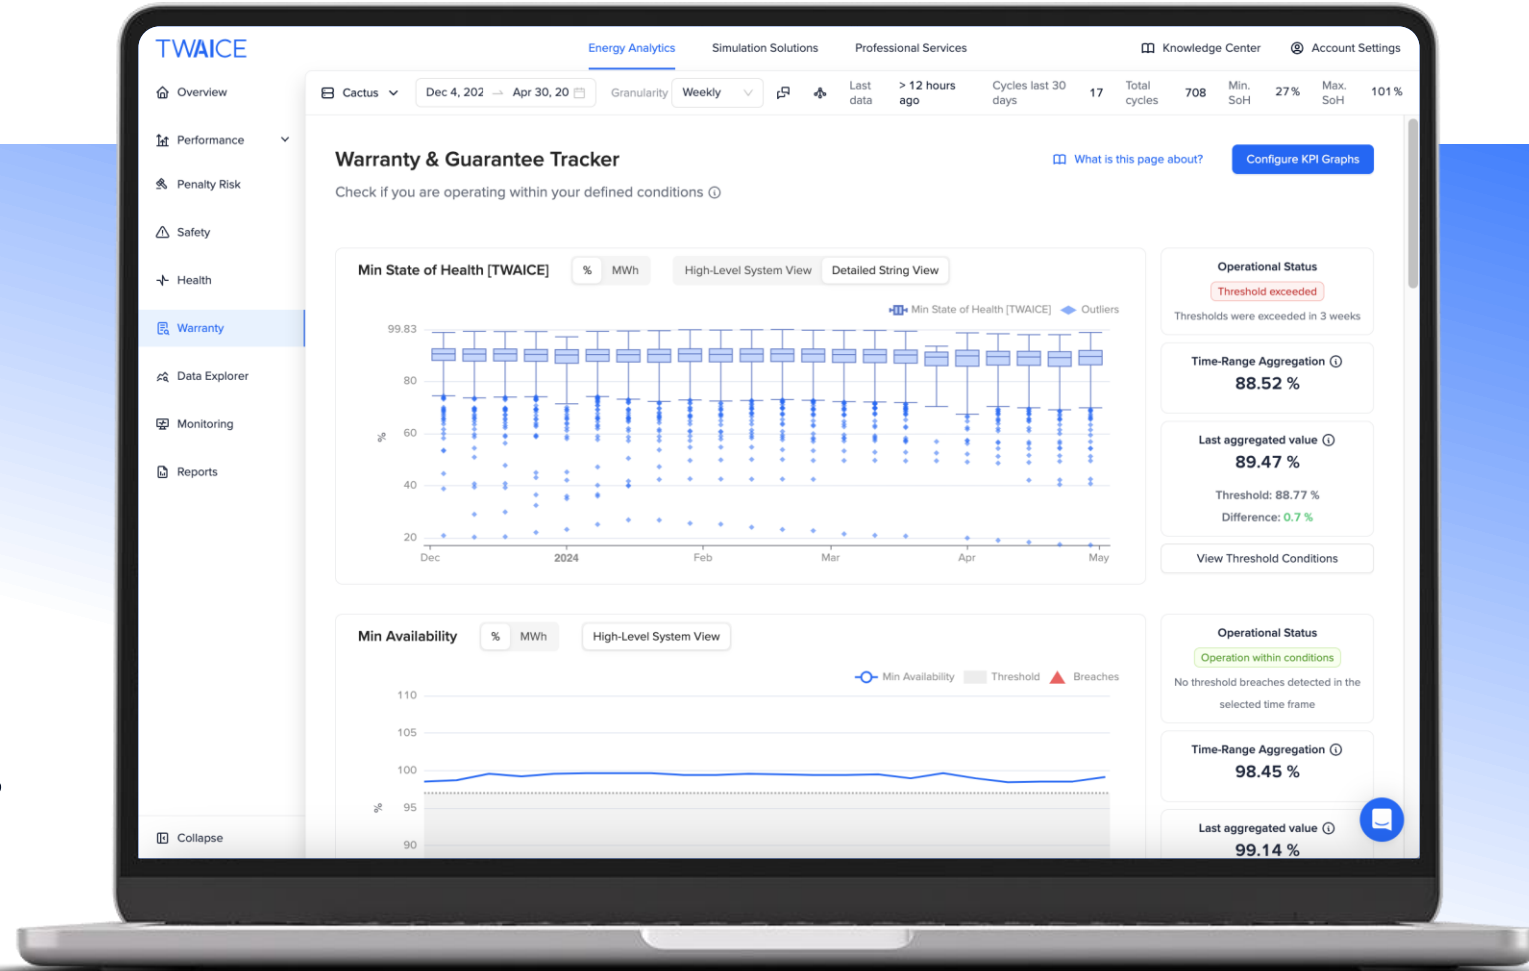 TWAICE
Energy Analytics
Simulation Solutions
Professional Services
Knowledge Center
Account Settings
Overview
Performance
Penalty Risk
Safety
Health
Warranty
Data Explorer
Monitoring
Reports
Collapse
Cactus
Dec 4, 202 → Apr 30, 20
Granularity
Weekly
Last data
> 12 hours ago
Cycles last 30 days
17
Total cycles
708
Min. SoH
27 %
Max. SoH
101 %
Warranty & Guarantee Tracker
What is this page about?
Configure KPI Graphs
Check if you are operating within your defined conditions
Min State of Health [TWAICE]
% MWh
High-Level System View
Detailed String View
Min State of Health [TWAICE]
Outliers
99.83
80
60
40
20
%
Dec
2024
Feb
Mar
Apr
May
Operational Status
Threshold exceeded
Thresholds were exceeded in 3 weeks
Time-Range Aggregation
88.52 %
Last aggregated value
89.47 %
Threshold: 88.77 %
Difference: 0.7 %
View Threshold Conditions
Min Availability
% MWh
High-Level System View
Min Availability
Threshold
Breaches
110
105
100
95
90
%
Operational Status
Operation within conditions
No threshold breaches detected in the
selected time frame
Time-Range Aggregation
98.45 %
Last aggregated value
99.14 %